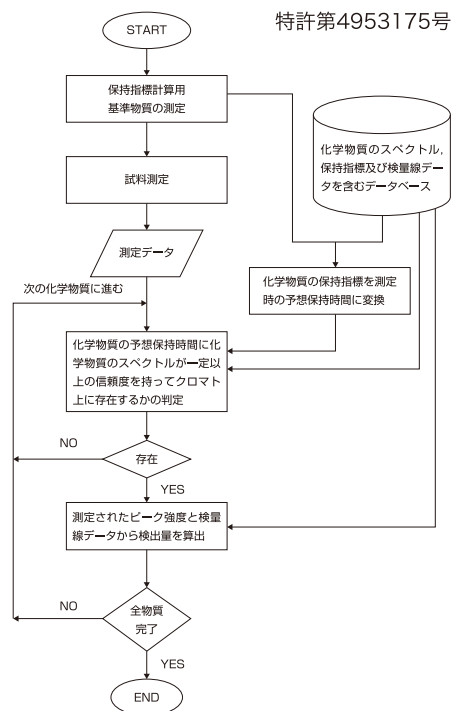 特許第4953175号
START
保持指標計算用
基準物質の測定
化学物質のスペクトル,
保持指標及び検量線デー
タを含むデータベース
試料測定
測定データ
化学物質の保持指標を測定
時の予想保持時間に変換
次の化学物質に進む
化学物質の予想保持時間に化
学物質のスペクトルが一定以
上の信頼度を持ってクロマト
上に存在するかの判定
NO
存在
YES
測定されたピーク強度と検量
線データから検出量を算出
NO
全物質
完了
YES
END